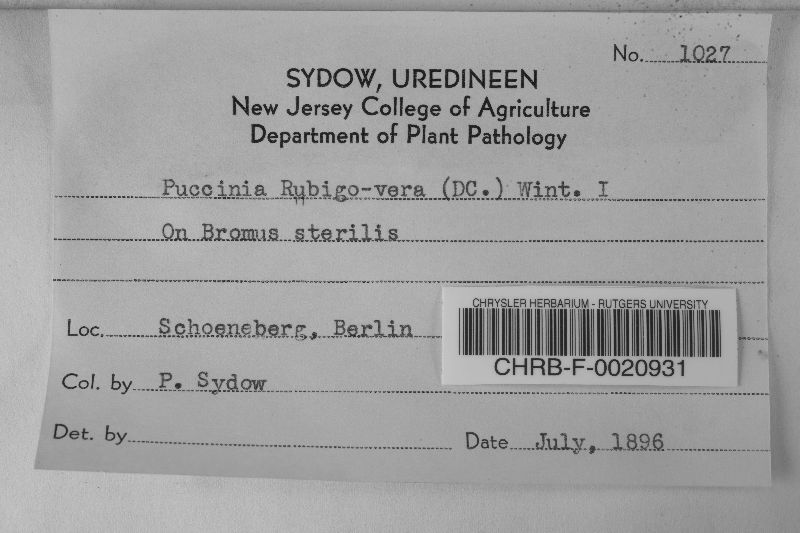 No. 1027
SYDOW, UREDINEEN
New Jersey College of Agriculture
Department of Plant Pathology
Puccinia Rubigo-vera (DC.) Wint. I
On Bromus sterilis
Loc. Schoeneberg, Berlin
CHRYSLER HERBARIUM - RUTGERS UNIVERSITY
CHRB-F-0020931
Col. by P. Sydow
Det. by
Date July, 1896